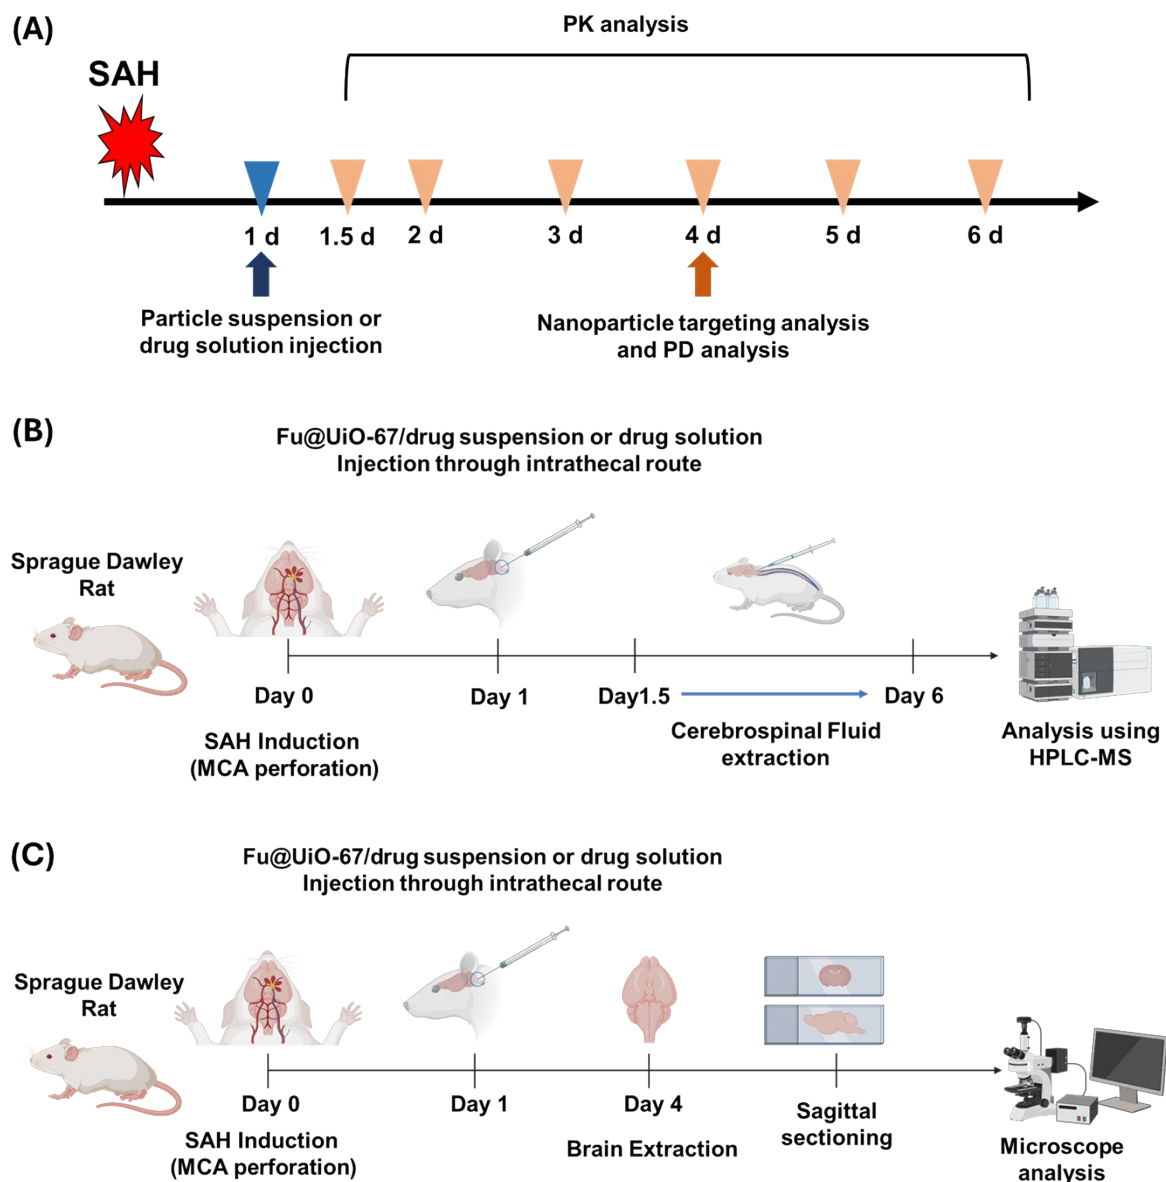 (A)
PK analysis
SAH
1 d
1.5 d
2 d
3 d
4 d
5 d
6 d
Particle suspension or
drug solution injection
Nanoparticle targeting analysis
and PD analysis
(B)
Fu@UiO-67/drug suspension or drug solution
Injection through intrathecal route
Sprague Dawley
Rat
Day 0
Day 1
Day1.5
Day 6
SAH Induction
(MCA perforation)
Cerebrospinal Fluid
extraction
Analysis using
HPLC-MS
(C)
Fu@UiO-67/drug suspension or drug solution
Injection through intrathecal route
Sprague Dawley
Rat
Day 0
Day 1
Day 4
Sagittal
sectioning
SAH Induction
(MCA perforation)
Brain Extraction
Microscope
analysis